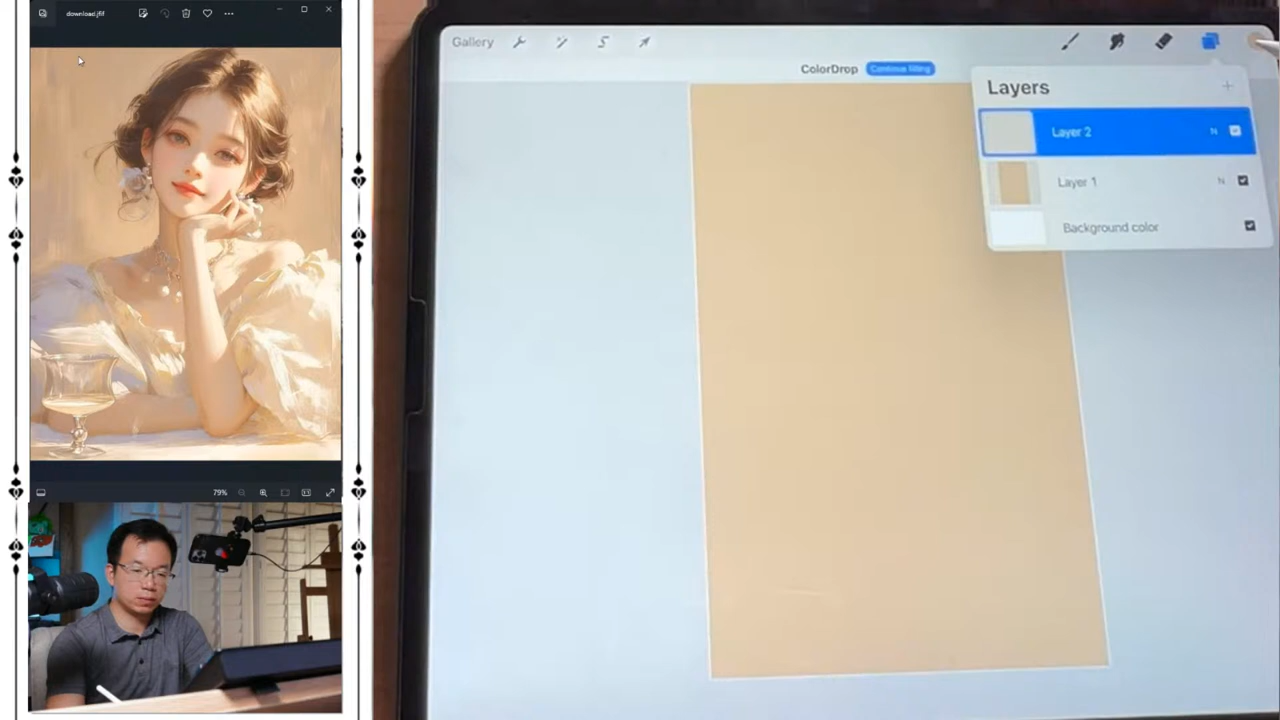 download.jfif
79%
Gallery
ColorDrop Continue filling
Layers
Layer 2 N
Layer 1 N
Background color